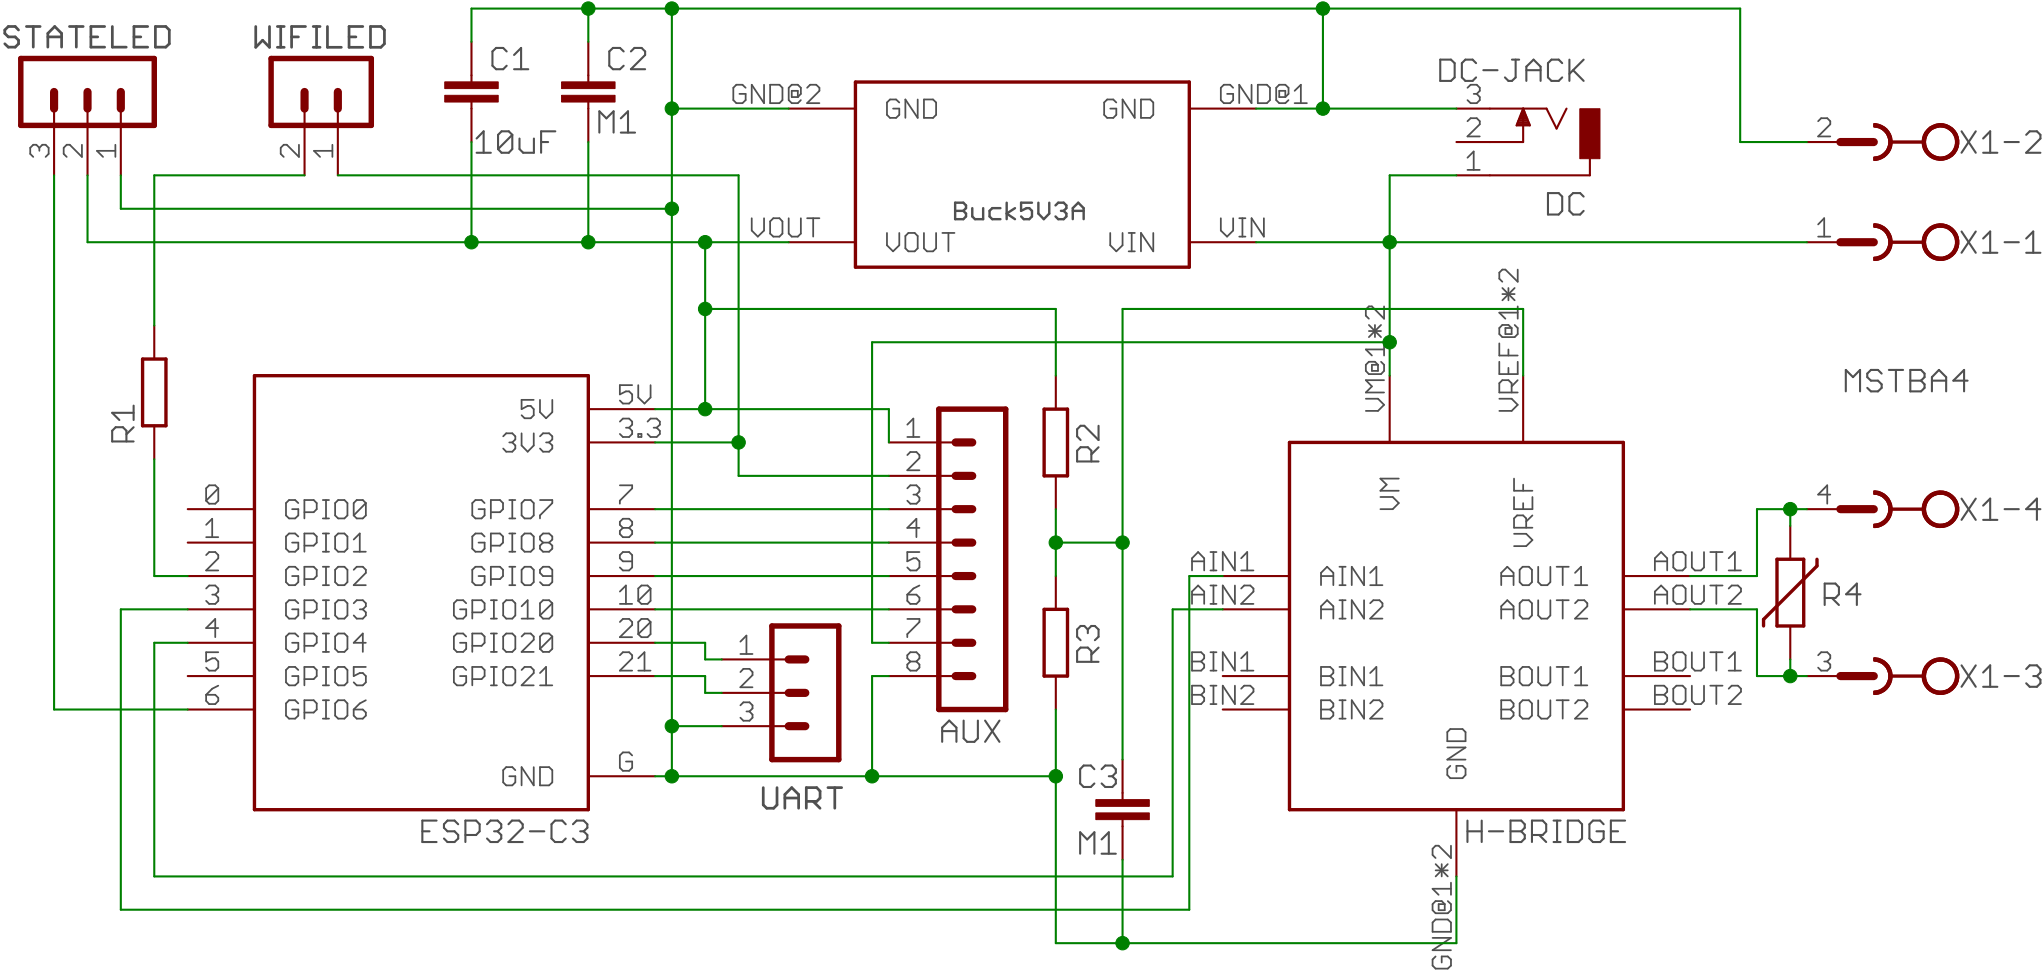 STATELED
WIFILED
C1
10uF
C2
M1
3
2
1
2
1
GND@2
GND
GND
GND@1
VOUT
VOUT
Buck5V3A
VIN
VIN
DC-JACK
3
2
1
DC
2
X1-2
1
X1-1
MSTBA4
4
X1-4
3
X1-3
R4
R1
0
1
2
3
4
5
6
GPIO0
GPIO1
GPIO2
GPIO3
GPIO4
GPIO5
GPIO6
5V
3V3
GPIO7
GPIO8
GPIO9
GPIO10
GPIO20
GPIO21
GND
5V
3.3
7
8
9
10
20
21
G
ESP32-C3
1
2
3
UART
1
2
3
4
5
6
7
8
AUX
R2
R3
C3
M1
VM@1*2
VREF@1*2
VM
VREF
AIN1
AIN2
BIN1
BIN2
AIN1
AIN2
BIN1
BIN2
AOUT1
AOUT2
BOUT1
BOUT2
AOUT1
AOUT2
BOUT1
BOUT2
GND
GND@1*2
H-BRIDGE